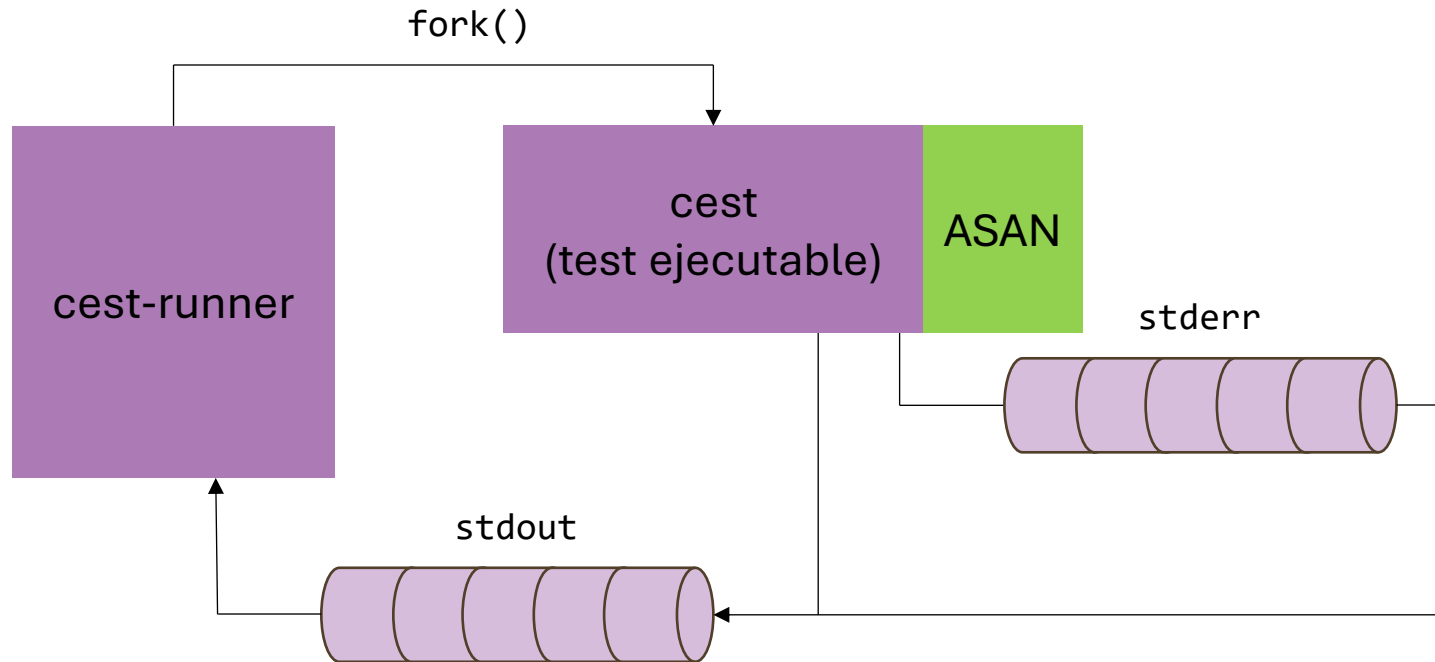 fork()
cest-runner
cest
(test ejecutable)
ASAN
stderr
stdout